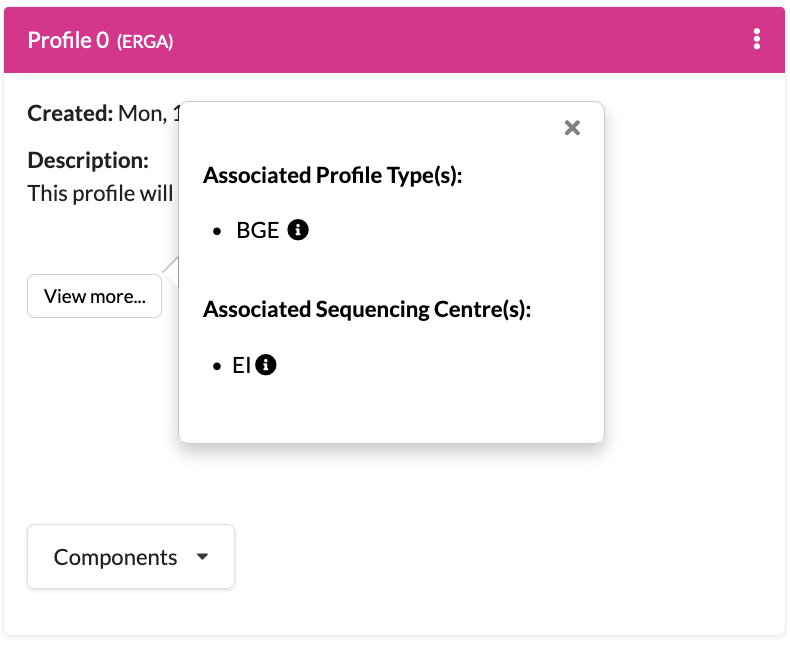 Profile 0 (ERGA)
Created: Mon, 1
Description:
This profile will
View more...
Associated Profile Type(s):
• BGE
Associated Sequencing Centre(s):
• EI
Components